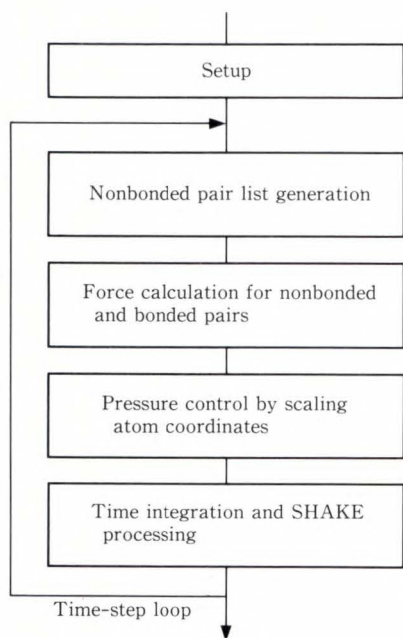 Setup
Nonbonded pair list generation
Force calculation for nonbonded
and bonded pairs
Pressure control by scaling
atom coordinates
Time integration and SHAKE
processing
Time-step loop